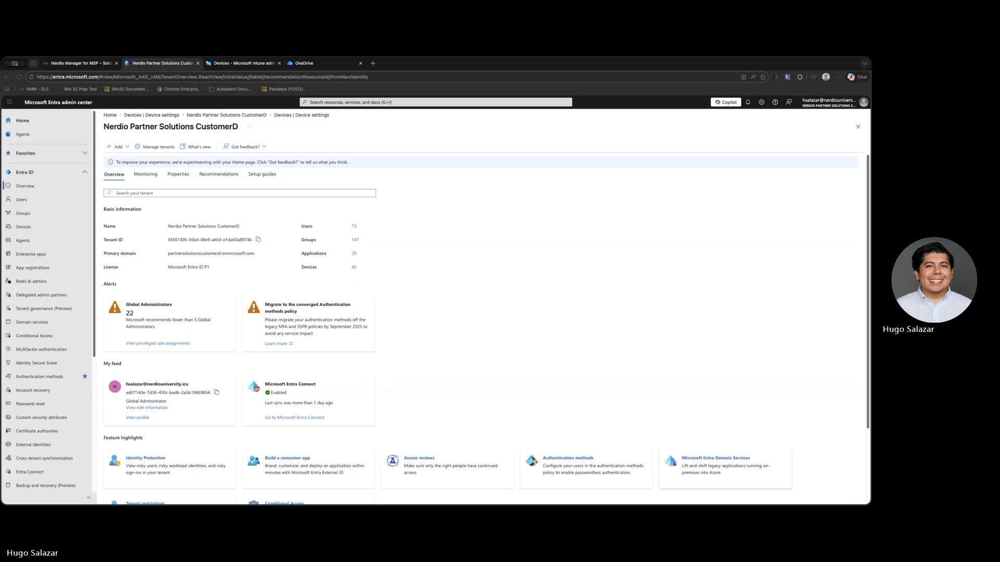 Nerdio Manager for MSP – Solut
Nerdio Partner Solutions Custom
Devices - Microsoft Intune admin
OneDrive
https://entra.microsoft.com/#view/Microsoft_AAD_IAM/TenantOverview.ReactView/initialValue//tabId//recommendationResourceId//fromNav/Identity
Chat
NMM - GLE
Win 32 Prep Tool
Win32 Document...
Chrome Enterpris...
Autopatch Docu...
Passkeys (FIDO2)...
Microsoft Entra admin center
Search resources, services, and docs (G+/)
Copilot
hsalazar@nerdiounivers...
NERDIO PARTNER SOLUTIONS C...
Home
Agents
Favorites
Entra ID
Overview
Users
Groups
Devices
Agents
Enterprise apps
App registrations
Roles & admins
Delegated admin partners
Tenant governance (Preview)
Domain services
Conditional Access
Multifactor authentication
Identity Secure Score
Authentication methods
Account recovery
Password reset
Custom security attributes
Certificate authorities
External Identities
Cross-tenant synchronization
Entra Connect
Backup and recovery (Preview)
Home > Devices | Device settings > Nerdio Partner Solutions CustomerD > Devices | Device settings
Nerdio Partner Solutions CustomerD ...
Add
Manage tenants
What's new
Got feedback?
To improve your experience, we're experimenting with your Home page. Click "Got feedback?" to tell us what you think.
Overview
Monitoring
Properties
Recommendations
Setup guides
Search your tenant
Basic information
Name Nerdio Partner Solutions CustomerD Users 73
Tenant ID 56561305-56b4-48e9-a4b3-e1da60a8974b Groups 147
Primary domain partnersolutionscustomerd.onmicrosoft.com Applications 29
License Microsoft Entra ID P1 Devices 66
Alerts
Global Administrators
22
Microsoft recommends fewer than 5 Global
Administrators.
View privileged role assignments
Migrate to the converged Authentication
methods policy
Please migrate your authentication methods off the
legacy MFA and SSPR policies by September 2025 to
avoid any service impact
Learn more
My feed
H
hsalazar@nerdiouniversity.icu
ed07140e-7d36-450c-badb-2a5b19469854
Global Administrator
View role information
View profile
Microsoft Entra Connect
Enabled
Last sync was more than 1 day ago
Go to Microsoft Entra Connect
Feature highlights
Identity Protection
View risky users, risky workload identities, and risky
sign-ins in your tenant.
Build a consumer app
Brand, customize, and deploy an application within
minutes with Microsoft Entra External ID.
Access reviews
Make sure only the right people have continued
access.
Authentication methods
Configure your users in the authentication methods
policy to enable passwordless authentication.
Microsoft Entra Domain Services
Lift-and-shift legacy applications running on-
premises into Azure.
Tenant restrictions
Conditional Access
Hugo Salazar
Hugo Salazar